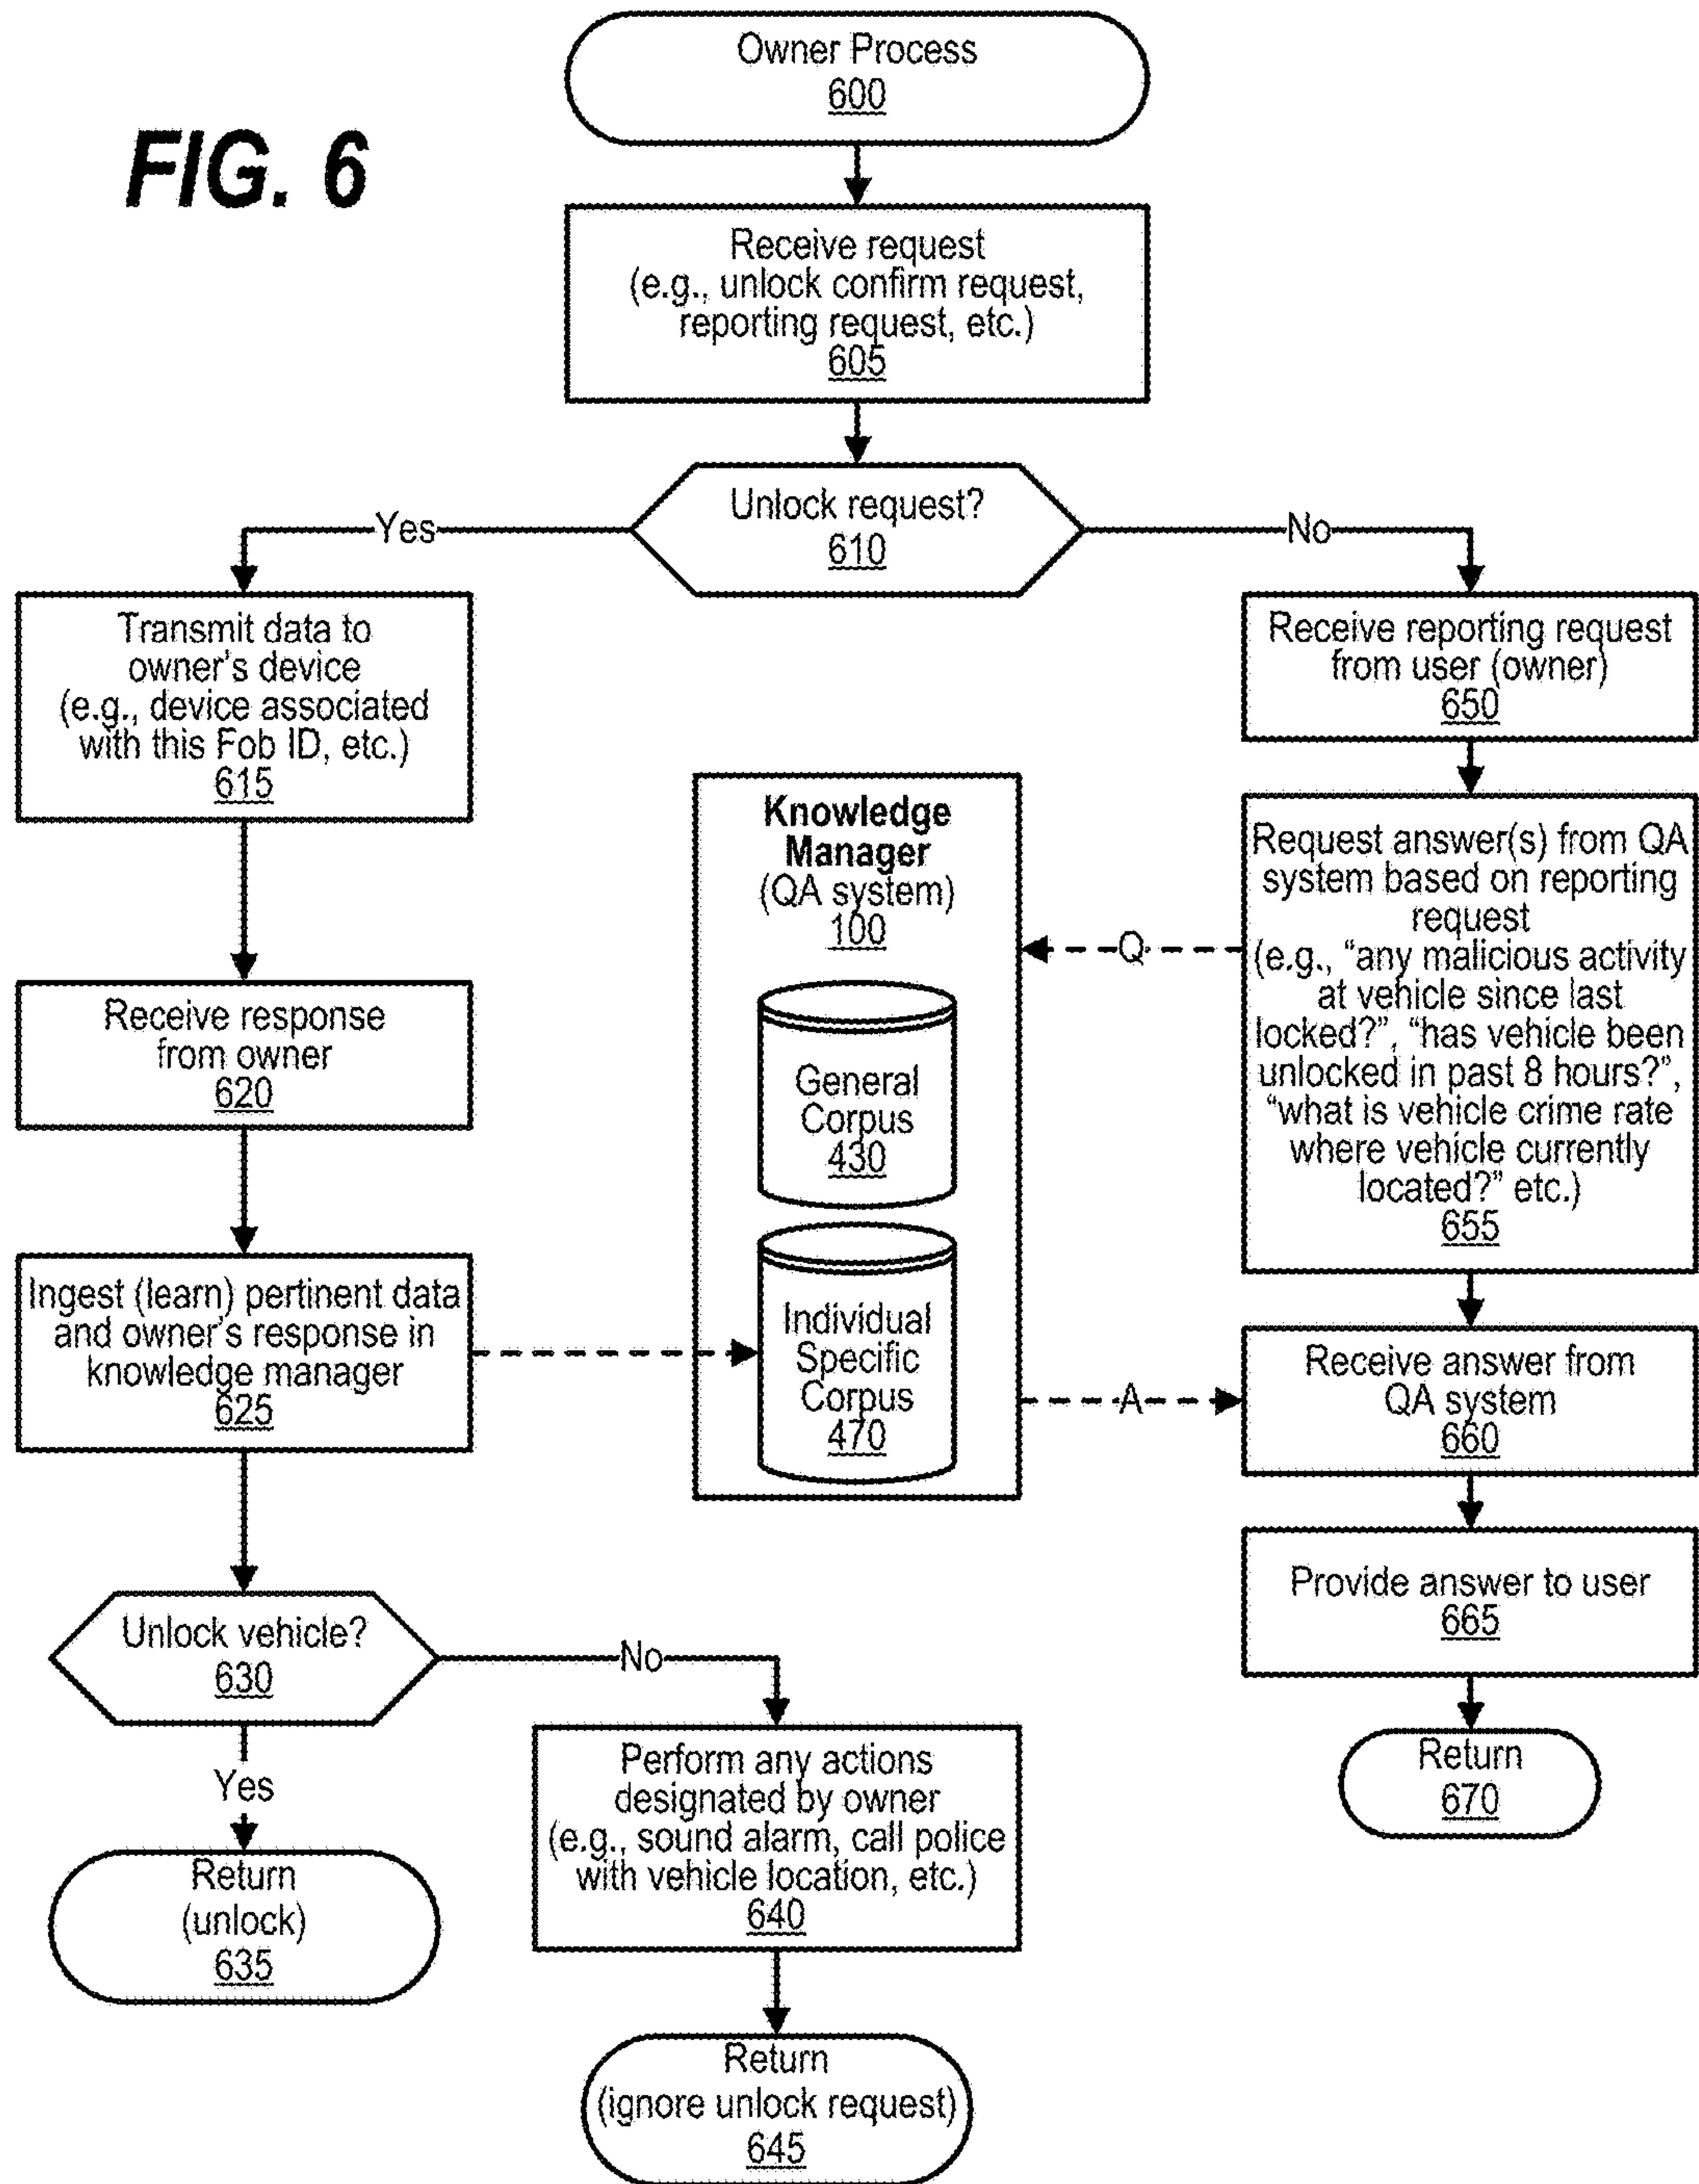 FIG. 6
Owner Process
600
Receive request
(e.g., unlock confirm request,
reporting request, etc.)
605
Unlock request?
610
Yes
No
Transmit data to
owner's device
(e.g., device associated
with this Fob ID, etc.)
615
Receive response
from owner
620
Ingest (learn) pertinent data
and owner's response in
knowledge manager
625
Unlock vehicle?
630
Yes
No
Return
(unlock)
635
Perform any actions
designated by owner
(e.g., sound alarm, call police
with vehicle location, etc.)
640
Return
(ignore unlock request)
645
Knowledge
Manager
(QA system)
100
General
Corpus
430
Individual
Specific
Corpus
470
Q
A
Receive reporting request
from user (owner)
650
Request answer(s) from QA
system based on reporting
request
(e.g., “any malicious activity
at vehicle since last
locked?”, “has vehicle been
unlocked in past 8 hours?”,
“what is vehicle crime rate
where vehicle currently
located?” etc.)
655
Receive answer from
QA system
660
Provide answer to user
665
Return
670